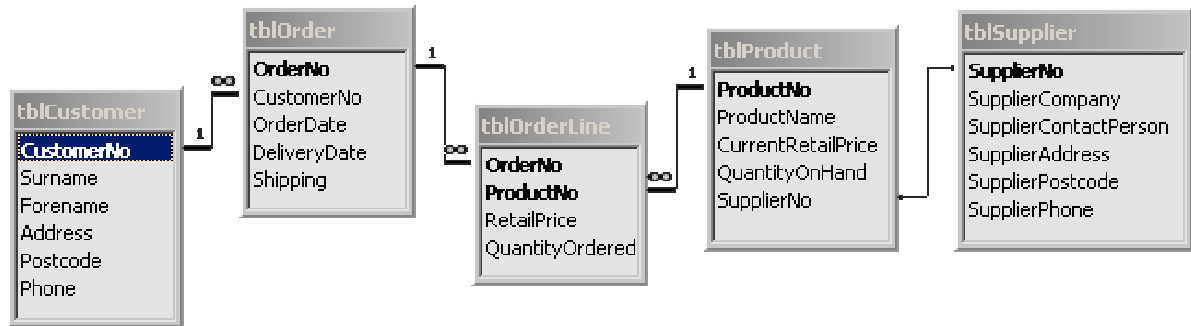 tblCustomer
CustomerNo
Surname
Forename
Address
Postcode
Phone
1
∞
tblOrder
OrderNo
CustomerNo
OrderDate
DeliveryDate
Shipping
1
∞
tblOrderLine
OrderNo
ProductNo
RetailPrice
QuantityOrdered
∞
1
tblProduct
ProductNo
ProductName
CurrentRetailPrice
QuantityOnHand
SupplierNo
tblSupplier
SupplierNo
SupplierCompany
SupplierContactPerson
SupplierAddress
SupplierPostcode
SupplierPhone